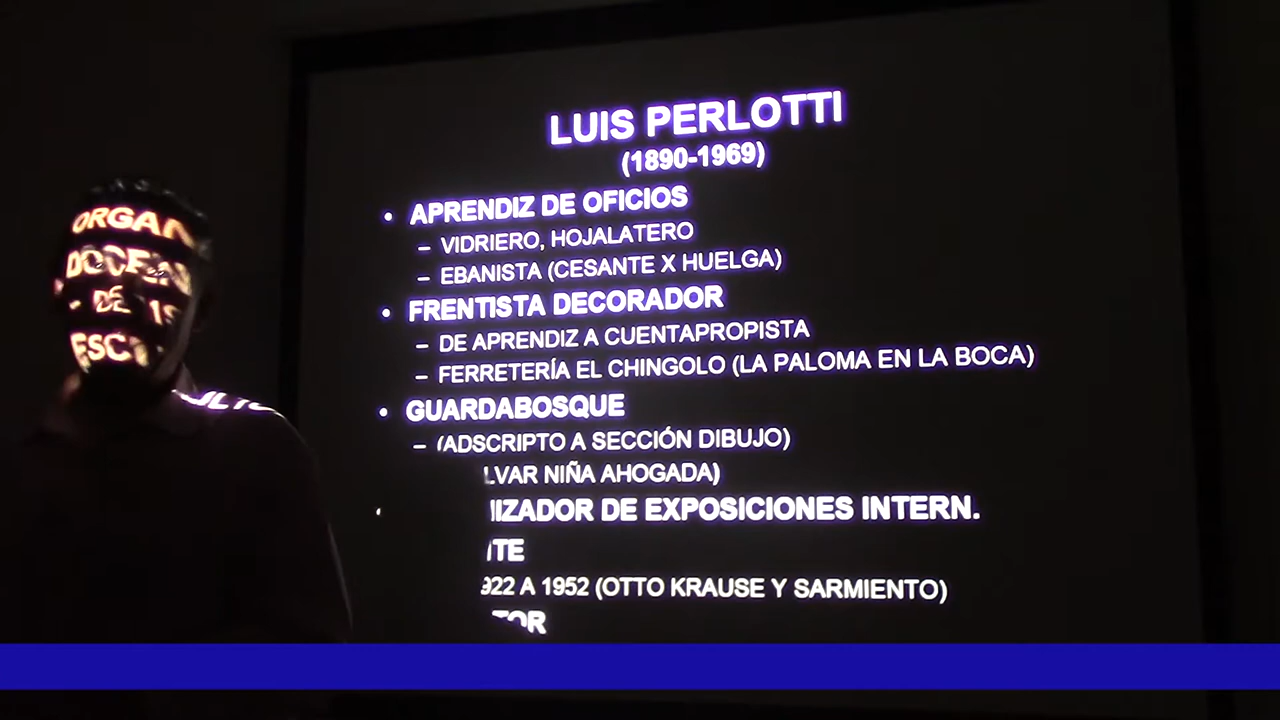 LUIS PERLOTTI
(1890-1969)
• APRENDIZ DE OFICIOS
– VIDRIERO, HOJALATERO
– EBANISTA (CESANTE X HUELGA)
• FRENTISTA DECORADOR
– DE APRENDIZ A CUENTAPROPISTA
– FERRETERÍA EL CHINGOLO (LA PALOMA EN LA BOCA)
• GUARDABOSQUE
– (ADSCRIPTO A SECCIÓN DIBUJO)
LVAR NIÑA AHOGADA)
ORGAN
IZADOR DE EXPOSICIONES INTERN.
DOCEN
TE
DE 19
922 A 1952 (OTTO KRAUSE Y SARMIENTO)
ESCU
TOR